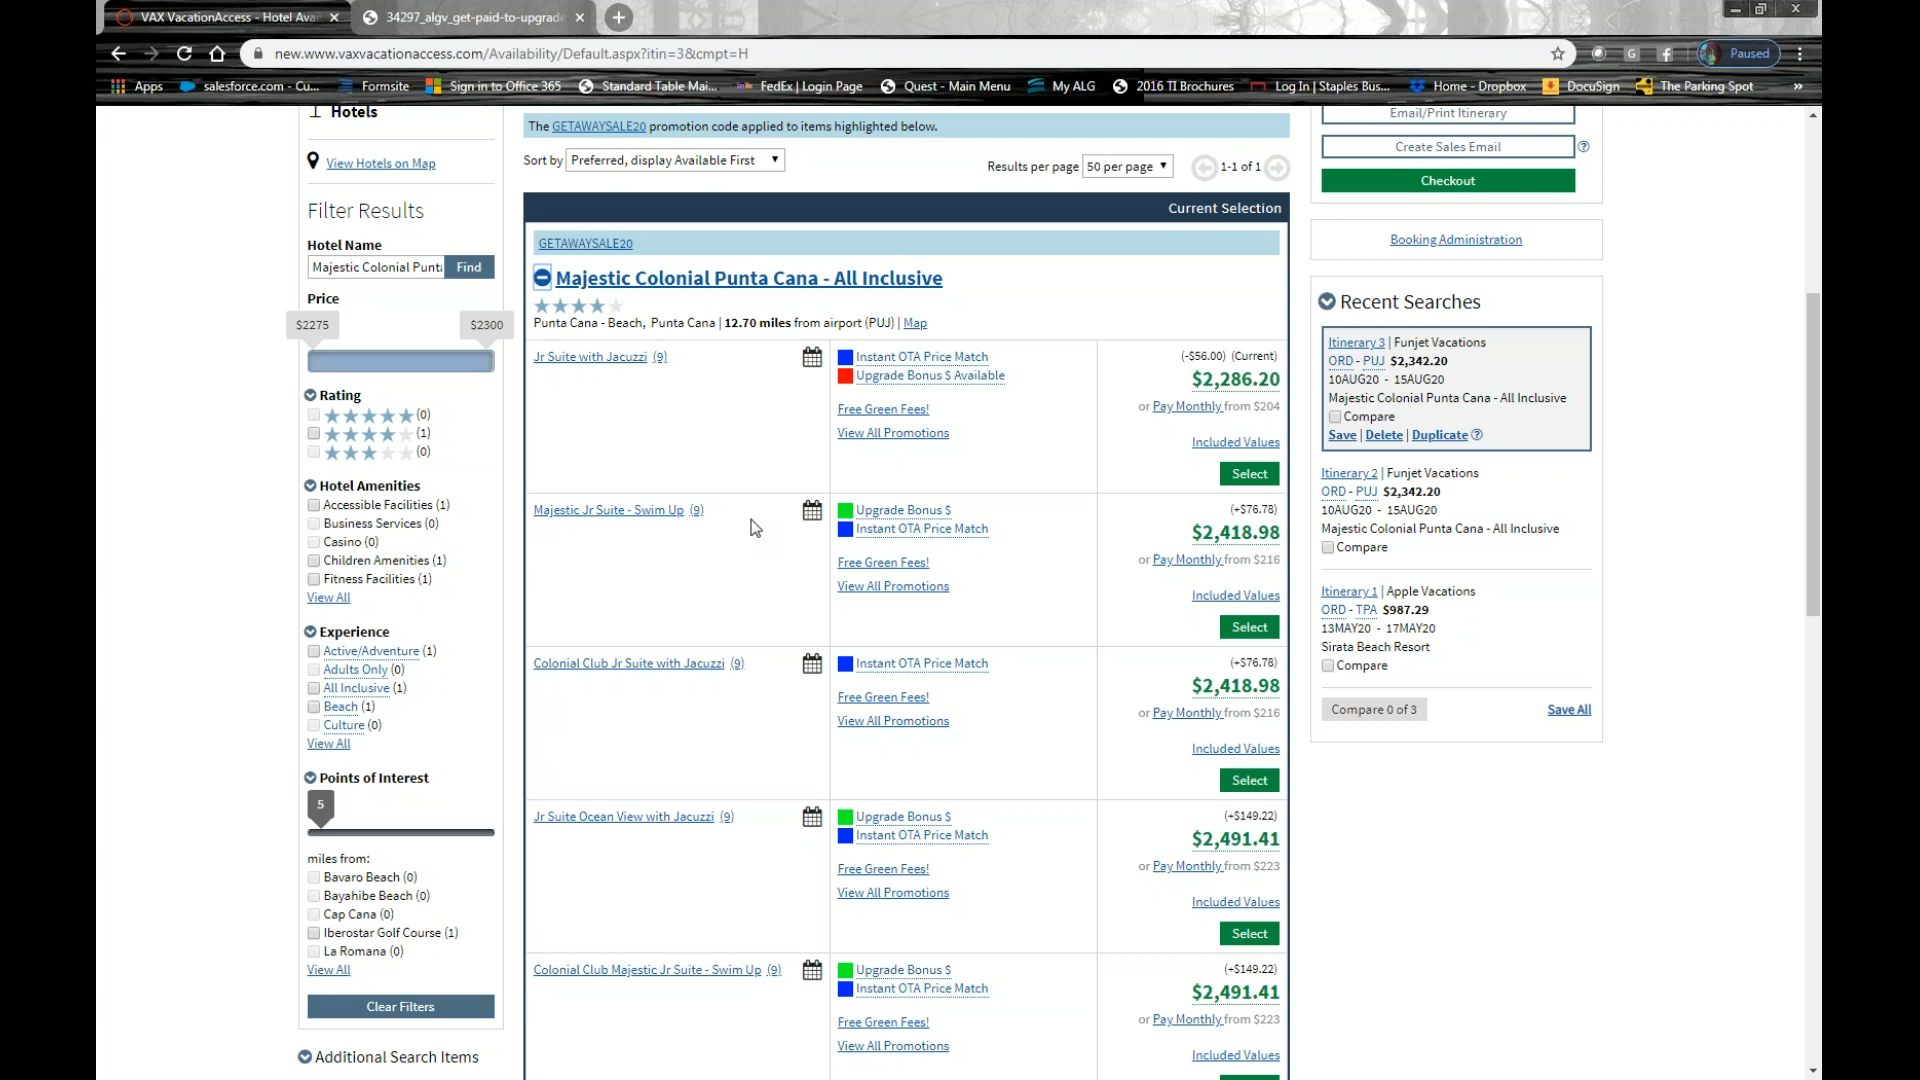 VAX VacationAccess - Hotel Ava
34297_algv_get-paid-to-upgrade
new.www.vaxvacationaccess.com/Availability/Default.aspx?itin=3&cmpt=H
Paused
Apps
salesforce.com - Cu...
Formsite
Sign in to Office 365
Standard Table Mai...
FedEx | Login Page
Quest - Main Menu
My ALG
2016 TI Brochures
Log In | Staples Bus...
Home - Dropbox
DocuSign
The Parking Spot
Hotels
View Hotels on Map
Filter Results
Hotel Name
Majestic Colonial Punta
Find
Price
$2275
$2300
Rating
(0)
(1)
(0)
Hotel Amenities
Accessible Facilities (1)
Business Services (0)
Casino (0)
Children Amenities (1)
Fitness Facilities (1)
View All
Experience
Active/Adventure (1)
Adults Only (0)
All Inclusive (1)
Beach (1)
Culture (0)
View All
Points of Interest
5
miles from:
Bavaro Beach (0)
Bayahibe Beach (0)
Cap Cana (0)
Iberostar Golf Course (1)
La Romana (0)
View All
Clear Filters
Additional Search Items
The GETAWAYSALE20 promotion code applied to items highlighted below.
Sort by Preferred, display Available First
Results per page 50 per page
1-1 of 1
Current Selection
GETAWAYSALE20
Majestic Colonial Punta Cana - All Inclusive
Punta Cana - Beach, Punta Cana | 12.70 miles from airport (PUJ) | Map
Jr Suite with Jacuzzi (9)
Instant OTA Price Match
Upgrade Bonus $ Available
Free Green Fees!
View All Promotions
(-$56.00) (Current)
$2,286.20
or Pay Monthly from $204
Included Values
Select
Majestic Jr Suite - Swim Up (9)
Upgrade Bonus $
Instant OTA Price Match
Free Green Fees!
View All Promotions
(+$76.78)
$2,418.98
or Pay Monthly from $216
Included Values
Select
Colonial Club Jr Suite with Jacuzzi (9)
Instant OTA Price Match
Free Green Fees!
View All Promotions
(+$76.78)
$2,418.98
or Pay Monthly from $216
Included Values
Select
Jr Suite Ocean View with Jacuzzi (9)
Upgrade Bonus $
Instant OTA Price Match
Free Green Fees!
View All Promotions
(+$149.22)
$2,491.41
or Pay Monthly from $223
Included Values
Select
Colonial Club Majestic Jr Suite - Swim Up (9)
Upgrade Bonus $
Instant OTA Price Match
Free Green Fees!
View All Promotions
(+$149.22)
$2,491.41
or Pay Monthly from $223
Included Values
Email/Print Itinerary
Create Sales Email
Checkout
Booking Administration
Recent Searches
Itinerary 3 | Funjet Vacations
ORD - PUJ $2,342.20
10AUG20 - 15AUG20
Majestic Colonial Punta Cana - All Inclusive
Compare
Save | Delete | Duplicate
Itinerary 2 | Funjet Vacations
ORD - PUJ $2,342.20
10AUG20 - 15AUG20
Majestic Colonial Punta Cana - All Inclusive
Compare
Itinerary 1 | Apple Vacations
ORD - TPA $987.29
13MAY20 - 17MAY20
Sirata Beach Resort
Compare
Compare 0 of 3
Save All